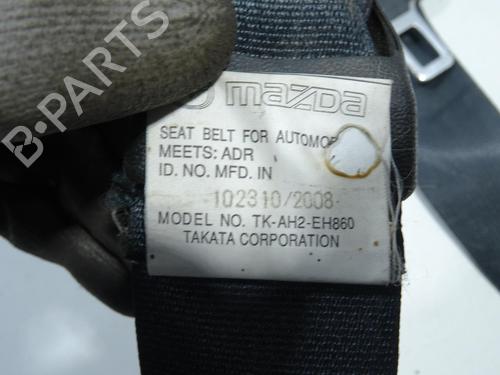 mazda
SEAT BELT FOR
MEETS: ADR
ID. NO. MFD. IN
102310/2008
MODEL NO. TK-AH2-EH860
TAKATA CORPORATION
B-PARTS